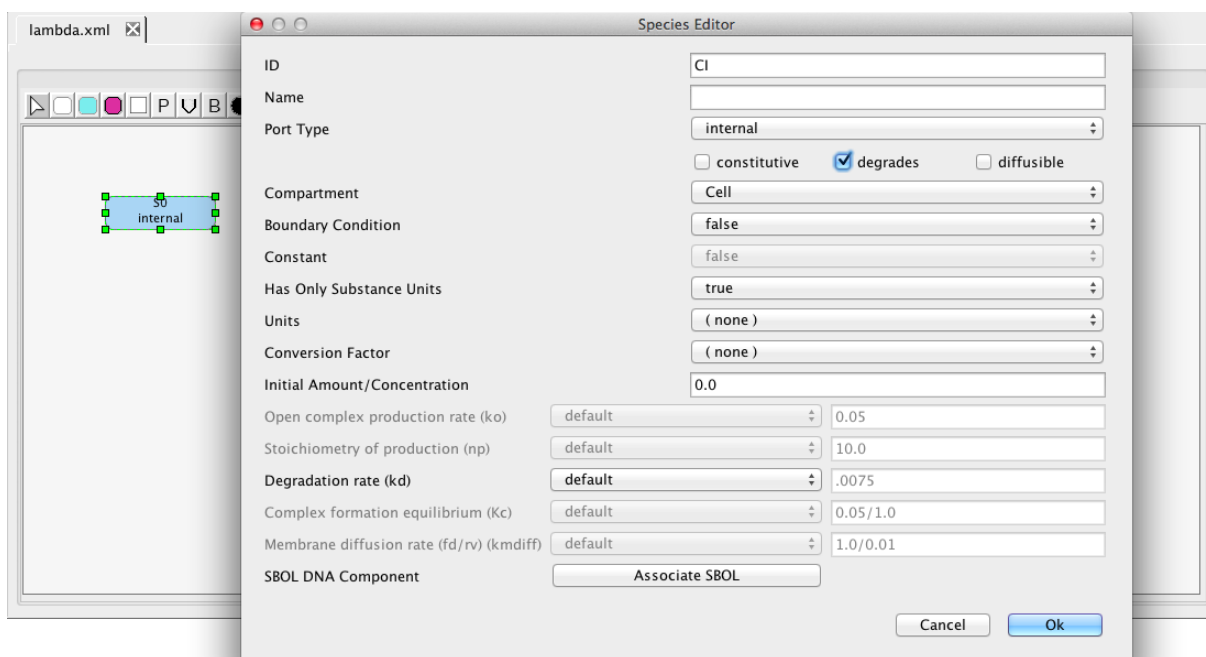 lambda.xml
Species Editor
ID CI
Name
Port Type internal
constitutive degrades diffusible
Compartment Cell
Boundary Condition false
Constant false
Has Only Substance Units true
Units ( none )
Conversion Factor ( none )
Initial Amount/Concentration 0.0
Open complex production rate (ko) default 0.05
Stoichiometry of production (np) default 10.0
Degradation rate (kd) default .0075
Complex formation equilibrium (Kc) default 0.05/1.0
Membrane diffusion rate (fd/rv) (kmdiff) default 1.0/0.01
SBOL DNA Component Associate SBOL
Cancel Ok
P V B
S0
internal